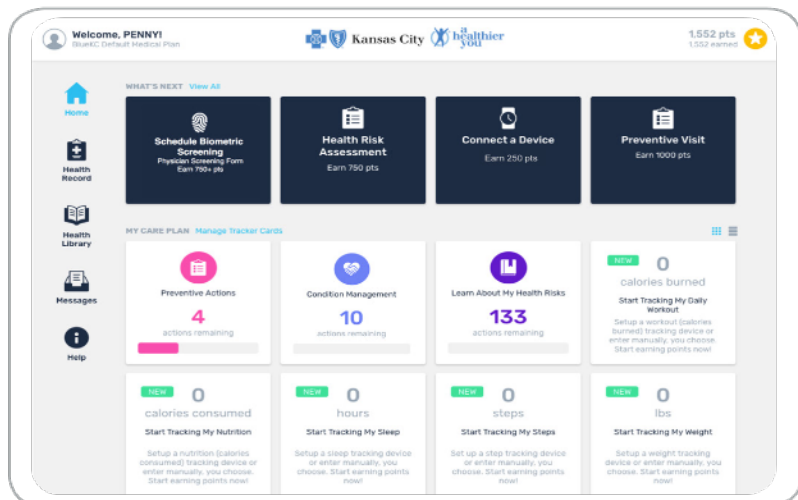 Welcome, PENNY!
BlueKC Default Medical Plan
Kansas City
a
healthier
you
1,552 pts
1,552 earned
WHAT'S NEXT View All
Schedule Biometric
Screening
Physician Screening Form
Earn 750+ pts
Health Risk
Assessment
Earn 750 pts
Connect a Device
Earn 250 pts
Preventive Visit
Earn 1000 pts
Home
Health
Record
Health
Library
Messages
Help
MY CARE PLAN Manage Tracker Cards
Preventive Actions
4
actions remaining
Condition Management
10
actions remaining
Learn About My Health Risks
133
actions remaining
NEW 0
calories burned
Start Tracking My Daily
Workout
Setup a workout (calories
burned) tracking device or
enter manually, you choose.
Start earning points now!
NEW 0
calories consumed
Start Tracking My Nutrition
Setup a nutrition (calories
consumed) tracking device or
enter manually, you choose.
Start earning points now!
NEW 0
hours
Start Tracking My Sleep
Setup a sleep tracking device
or enter manually, you
choose. Start earning points
now!
NEW 0
steps
Start Tracking My Steps
Set up a step tracking device
or enter manually, you
choose. Start earning points
now!
NEW 0
lbs
Start Tracking My Weight
Setup a weight tracking
device or enter manually, you
choose. Start earning points
now!